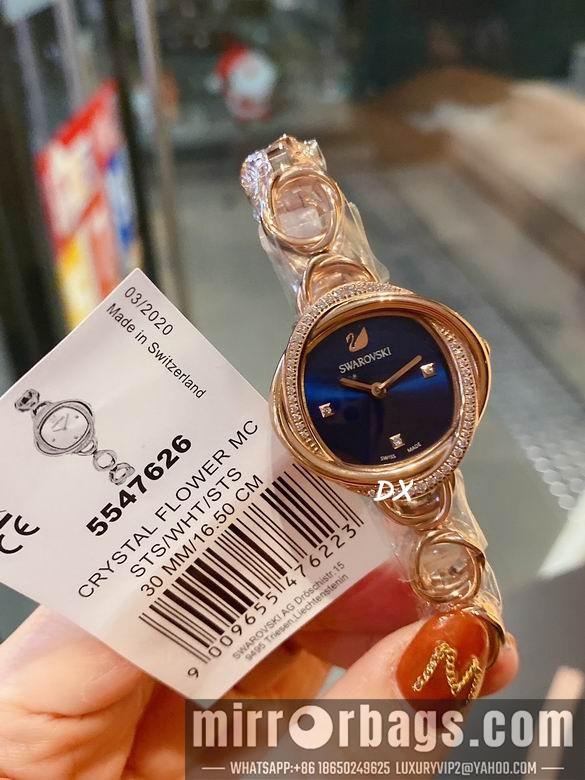 03/2020
Made in Switzerland
5547626
CRYSTAL FLOWER MC
STS/WHT/STS
30 MM/16.50 CM
CE
9 009655 476223
SWAROVSKI AG Dröschistr.15
9495 Triesen, Liechtenstein
SWAROVSKI
SWISS MADE
DX
mirrorbags.com
WHATSAPP:+86 18650249625 LUXURYVIP2@YAHOO.COM